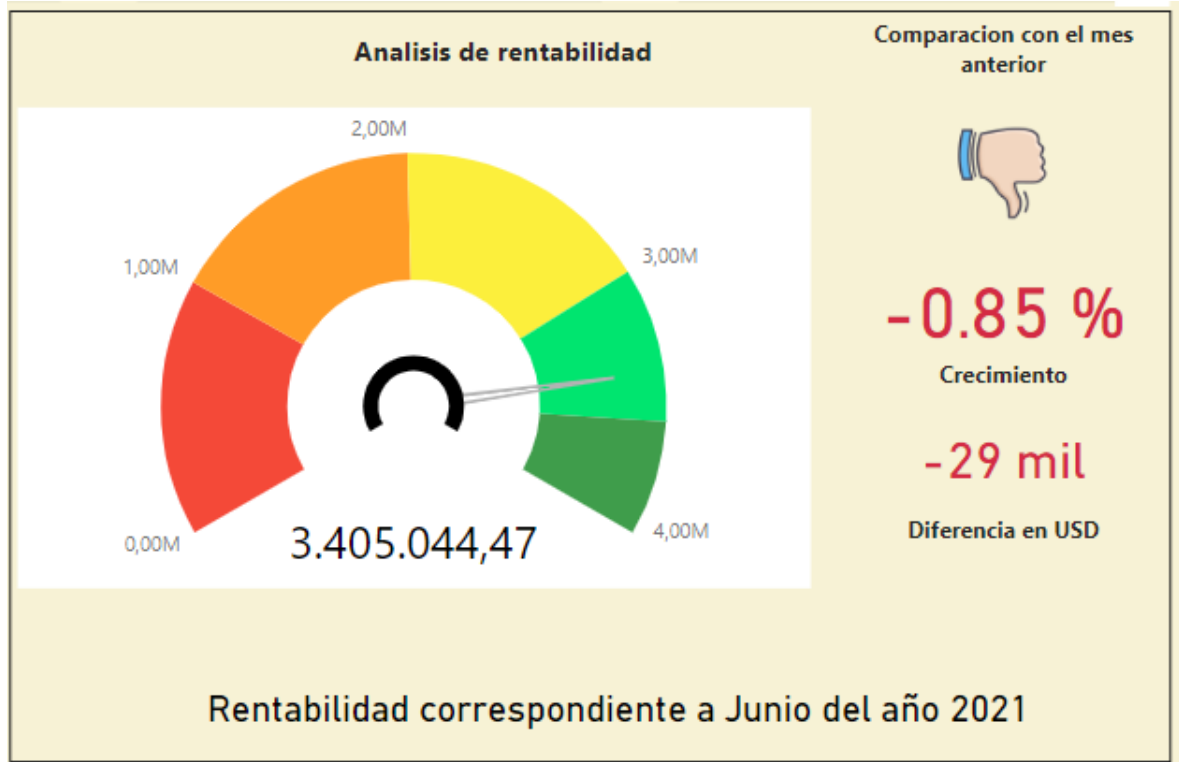 Analisis de rentabilidad
2,00M
1,00M
3,00M
0,00M
4,00M
3.405.044,47
Comparacion con el mes
anterior
-0.85 %
Crecimiento
-29 mil
Diferencia en USD
Rentabilidad correspondiente a Junio del año 2021